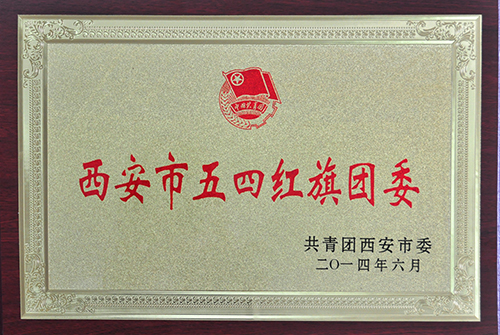 西安市五四红旗团委
共青团西安市委
二〇一四年六月